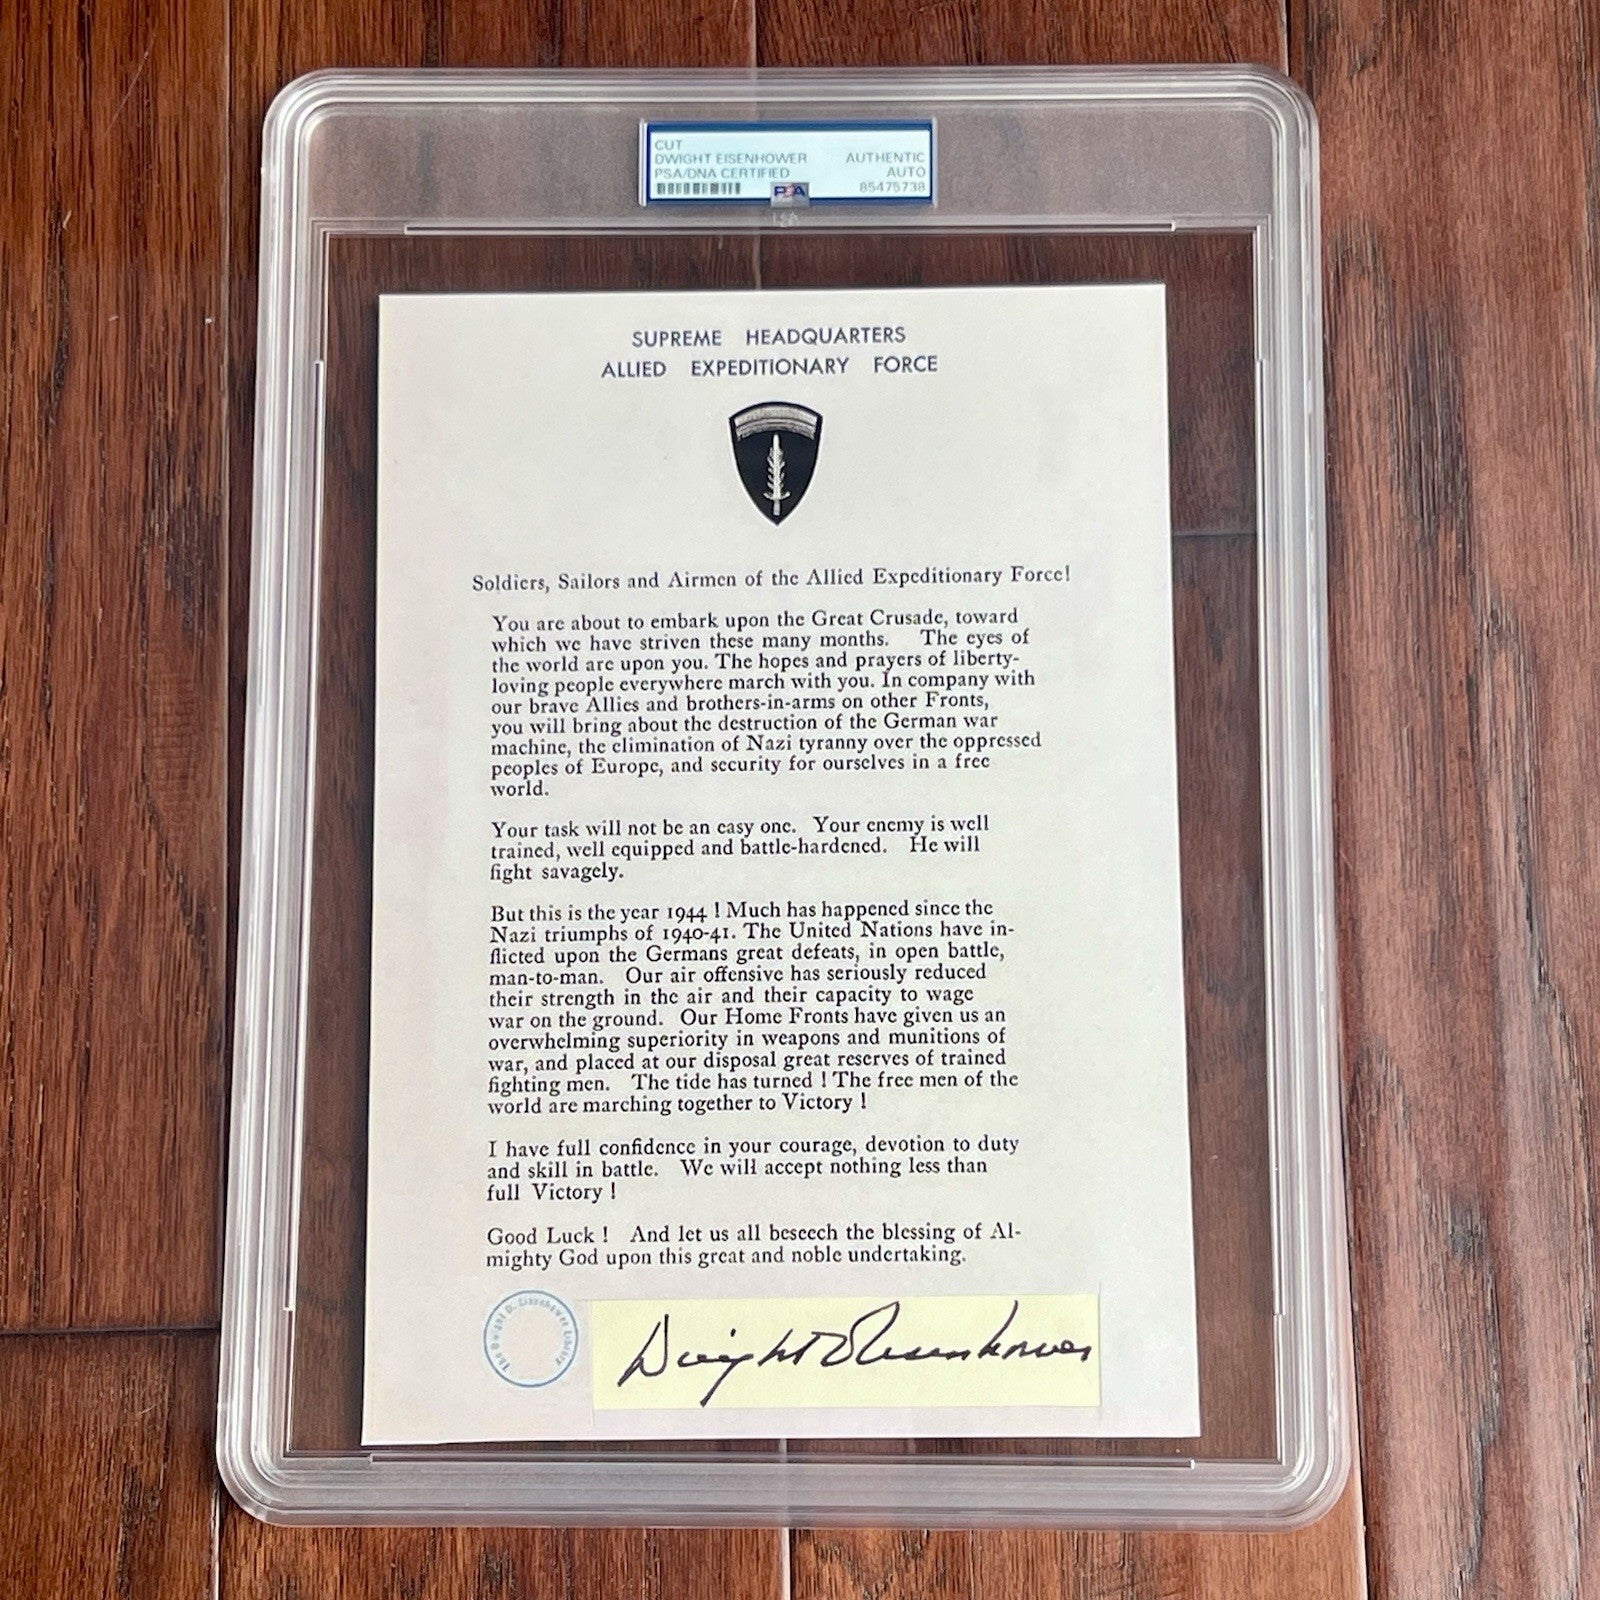 CUT
DWIGHT EISENHOWER AUTHENTIC
PSA/DNA CERTIFIED AUTO
PSA 85475738
SUPREME HEADQUARTERS
ALLIED EXPEDITIONARY FORCE
Soldiers, Sailors and Airmen of the Allied Expeditionary Force!
You are about to embark upon the Great Crusade, toward
which we have striven these many months. The eyes of
the world are upon you. The hopes and prayers of liberty-
loving people everywhere march with you. In company with
our brave Allies and brothers-in-arms on other Fronts,
you will bring about the destruction of the German war
machine, the elimination of Nazi tyranny over the oppressed
peoples of Europe, and security for ourselves in a free
world.
Your task will not be an easy one. Your enemy is well
trained, well equipped and battle-hardened. He will
fight savagely.
But this is the year 1944 ! Much has happened since the
Nazi triumphs of 1940-41. The United Nations have in-
flicted upon the Germans great defeats, in open battle,
man-to-man. Our air offensive has seriously reduced
their strength in the air and their capacity to wage
war on the ground. Our Home Fronts have given us an
overwhelming superiority in weapons and munitions of
war, and placed at our disposal great reserves of trained
fighting men. The tide has turned ! The free men of the
world are marching together to Victory !
I have full confidence in your courage, devotion to duty
and skill in battle. We will accept nothing less than
full Victory !
Good Luck ! And let us all beseech the blessing of Al-
mighty God upon this great and noble undertaking.
The Dwight D. Eisenhower Library
Dwight D Eisenhower